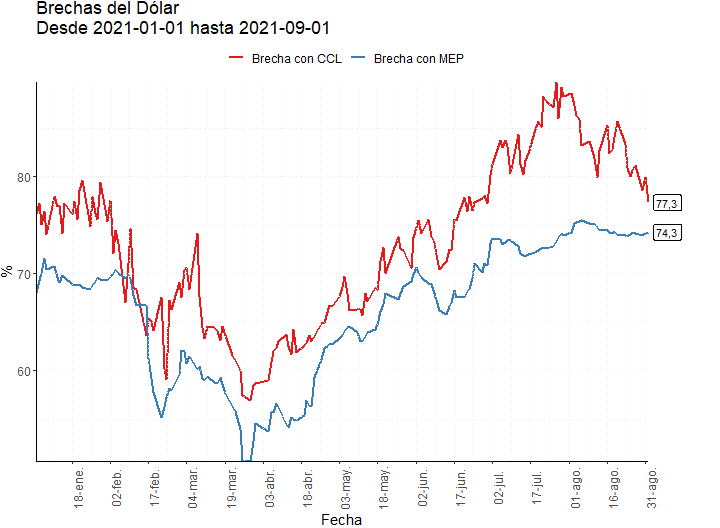 Brechas del Dólar
Desde 2021-01-01 hasta 2021-09-01
Brecha con CCL
Brecha con MEP
%
80
70
60
77,3
74,3
18-ene.
02-feb.
17-feb.
04-mar.
19-mar.
03-abr.
18-abr.
03-may.
18-may.
02-jun.
17-jun.
02-jul.
17-jul.
01-ago.
16-ago.
31-ago.
Fecha